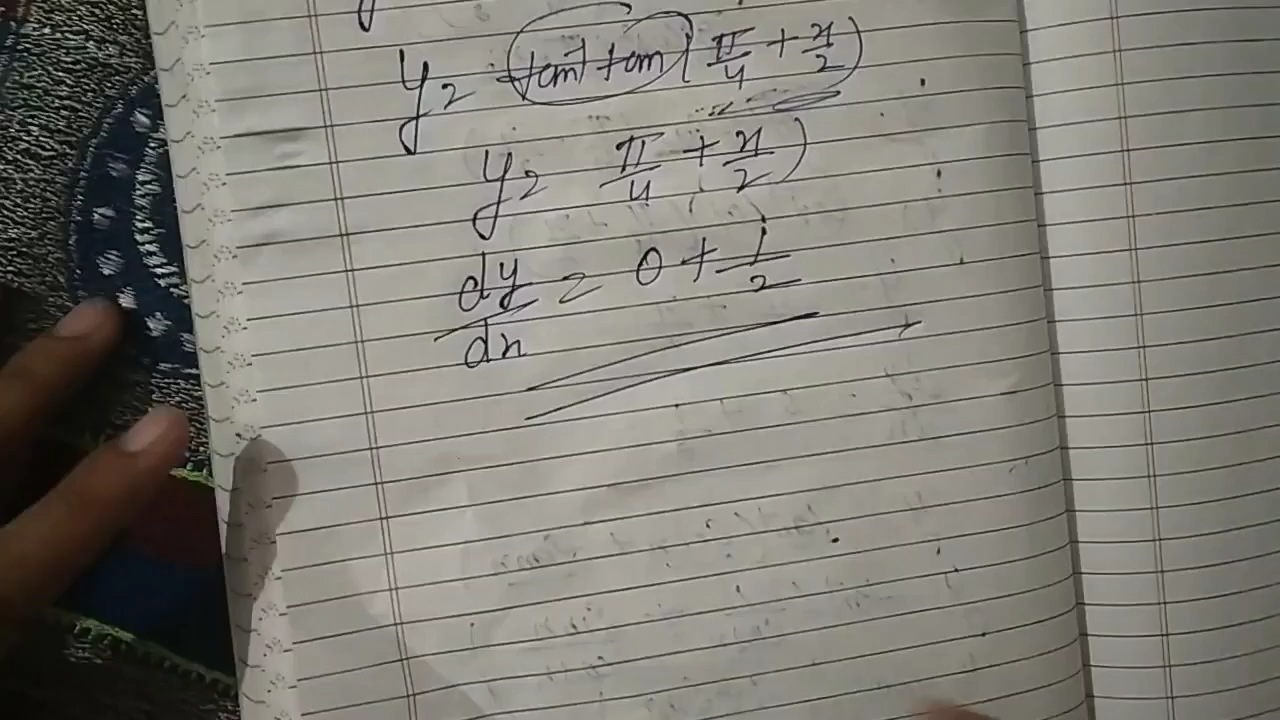 y = tan⁻¹ tan(π/4 + x/2)
y = π/4 + x/2)
dy/dx = 0 + 1/2